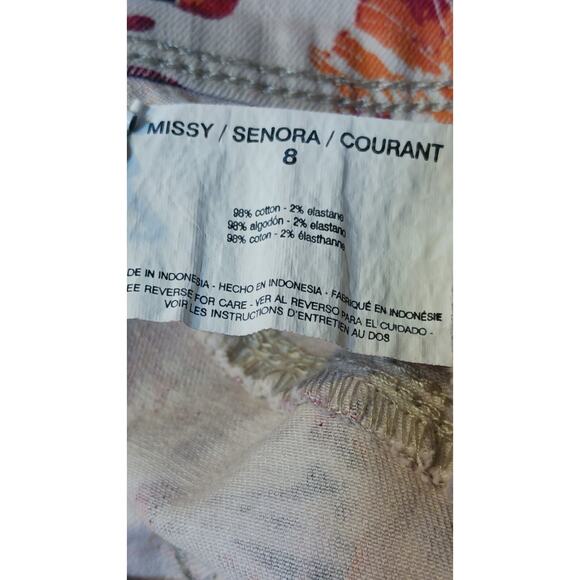 MISSY / SENORA / COURANT
8
98% cotton - 2% elastane
98% algodón - 2% elastano
98% coton - 2% élasthanne
DE IN INDONESIA - HECHO EN INDONESIA - FABRIQUÉ EN INDONÉSIE
EE REVERSE FOR CARE - VER AL REVERSO PARA EL CUIDADO -
VOIR LES INSTRUCTIONS D'ENTRETIEN AU DOS